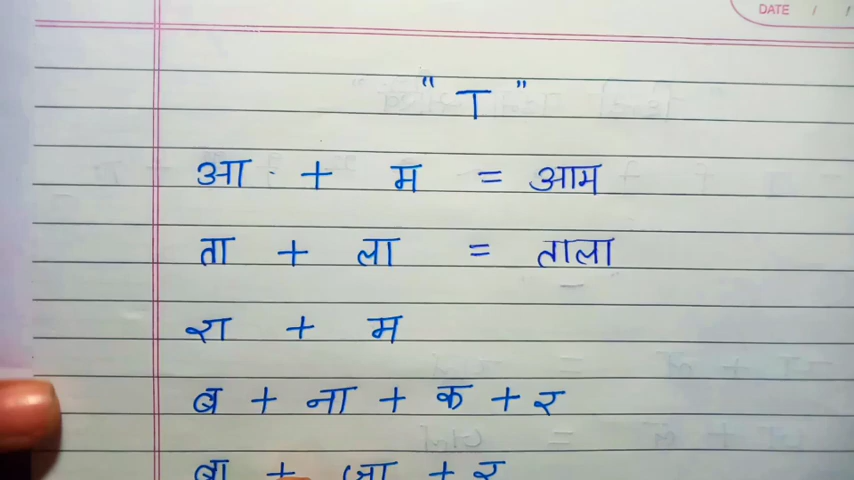 DATE / /
" ा "
आ + म = आम
ता + ला = ताला
रा + म
ब + ना + क + र
बा + जा + र